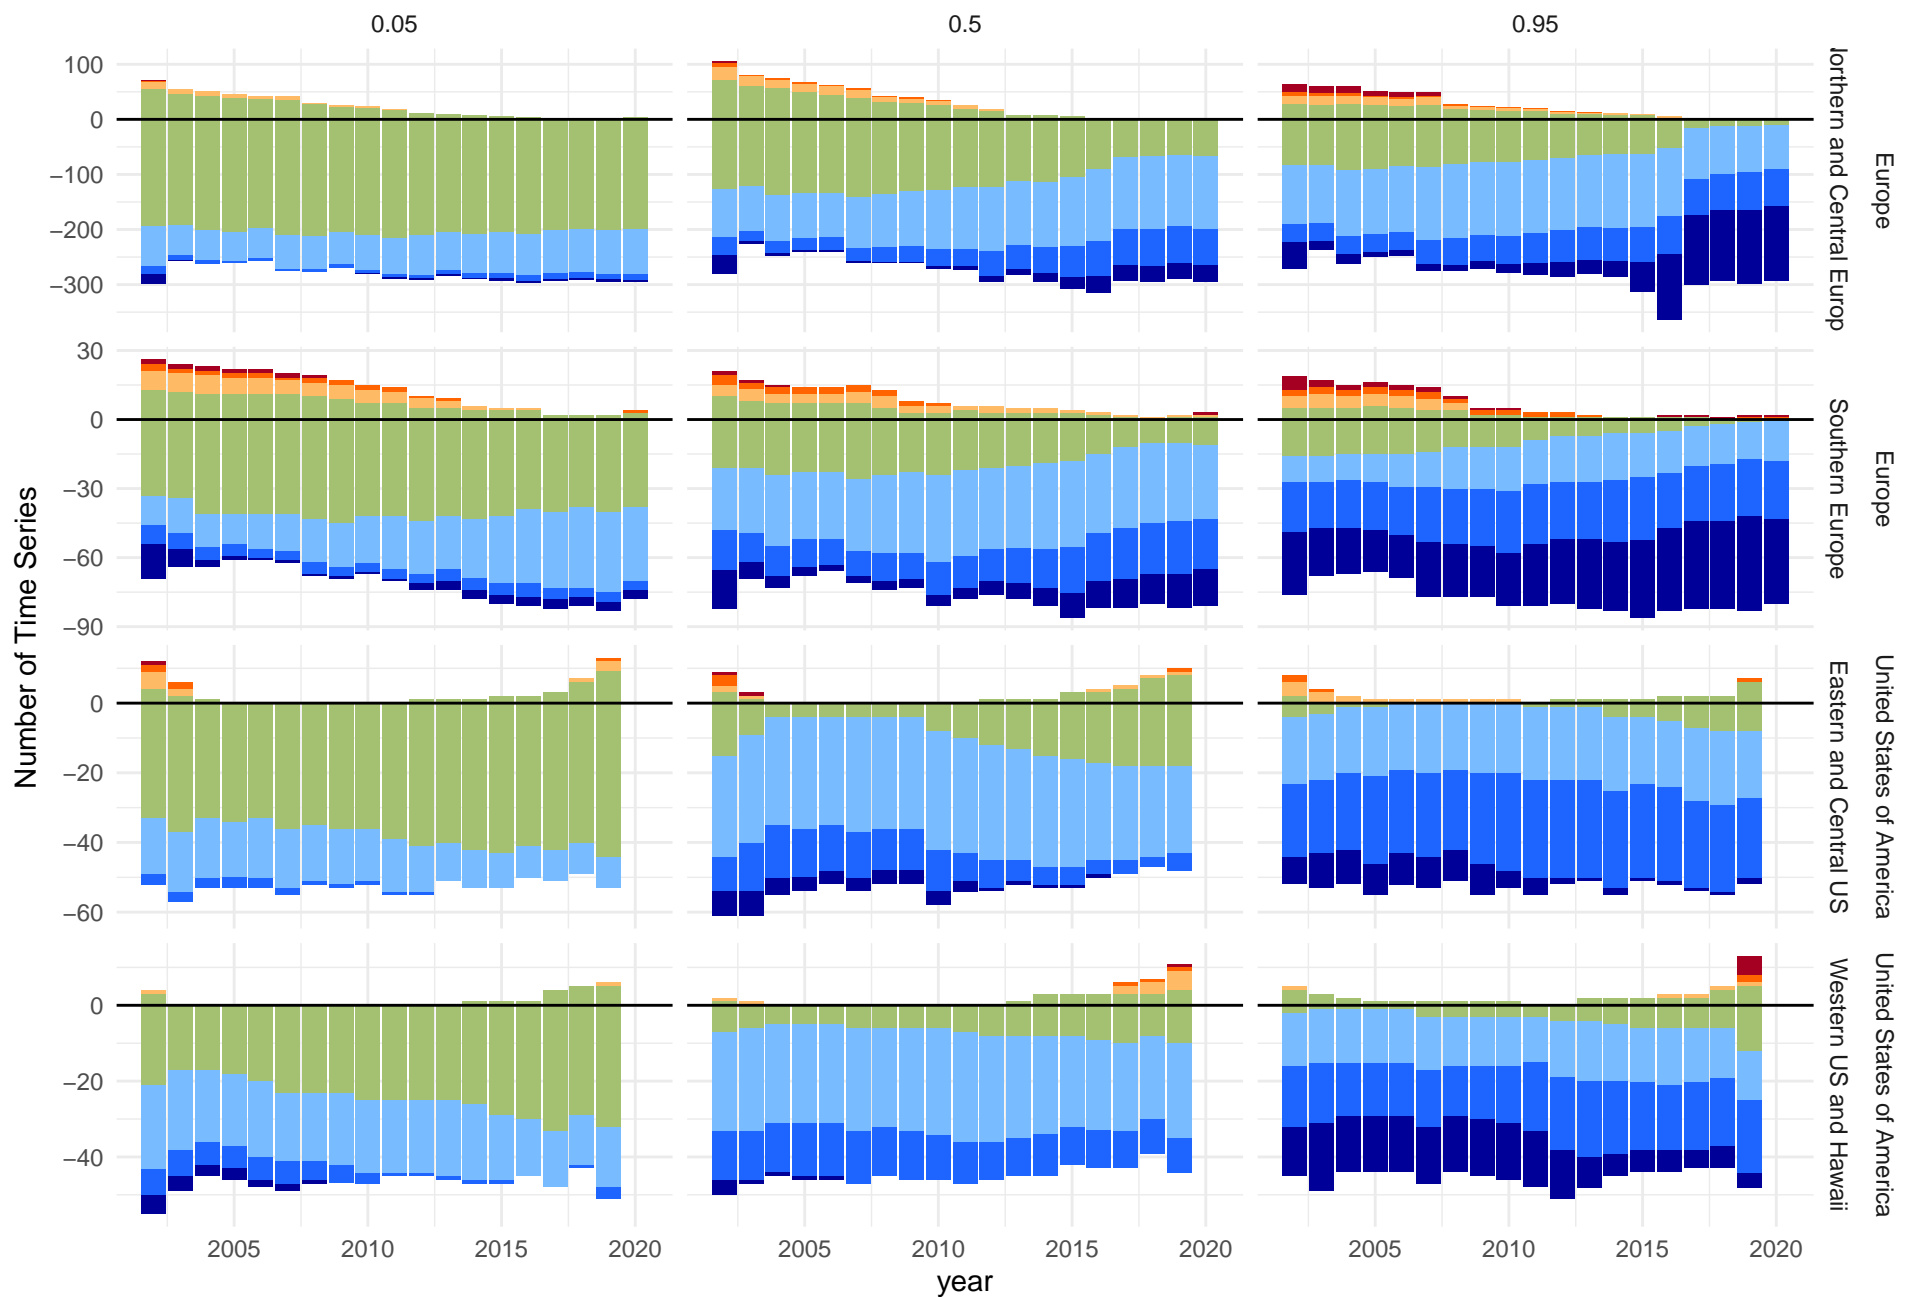 0.05 0.5 0.95
100
0
−100
−200
−300
Northern and Central Europ
Europe
30
0
−30
−60
−90
Southern Europe
Europe
0
−20
−40
−60
Eastern and Central US
United States of America
0
−20
−40
Western US and Hawaii
United States of America
Number of Time Series
2005 2010 2015 2020 2005 2010 2015 2020 2005 2010 2015 2020
year